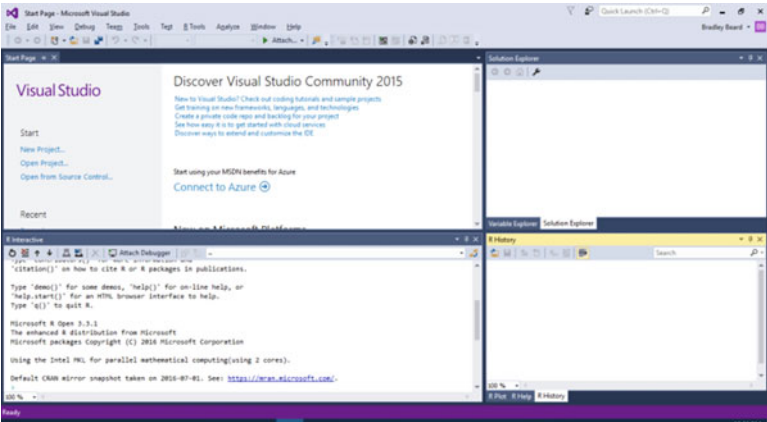 Start Page - Microsoft Visual Studio
Quick Launch (Ctrl+Q)
File Edit View Debug Team Tools Test R Tools Analyze Window Help
Bradley Beard
Attach...
Start Page
Solution Explorer
Visual Studio
Discover Visual Studio Community 2015
New to Visual Studio? Check out coding tutorials and sample projects
Get training on new frameworks, languages, and technologies
Create a private code repo and backlog for your project
See how easy it is to get started with cloud services
Discover ways to extend and customize the IDE
Start
New Project...
Open Project...
Open from Source Control...
Start using your MSDN benefits for Azure
Connect to Azure
Recent
Variable Explorer Solution Explorer
R Interactive
R History
Attach Debugger
Search
'citation()' on how to cite R or R packages in publications.
Type 'demo()' for some demos, 'help()' for on-line help, or
'help.start()' for an HTML browser interface to help.
Type 'q()' to quit R.
Microsoft R Open 3.3.1
The enhanced R distribution from Microsoft
Microsoft packages Copyright (C) 2016 Microsoft Corporation
Using the Intel MKL for parallel mathematical computing(using 2 cores).
Default CRAN mirror snapshot taken on 2016-07-01. See: https://mran.microsoft.com/.
100 %
100 %
R Plot R Help R History
Ready